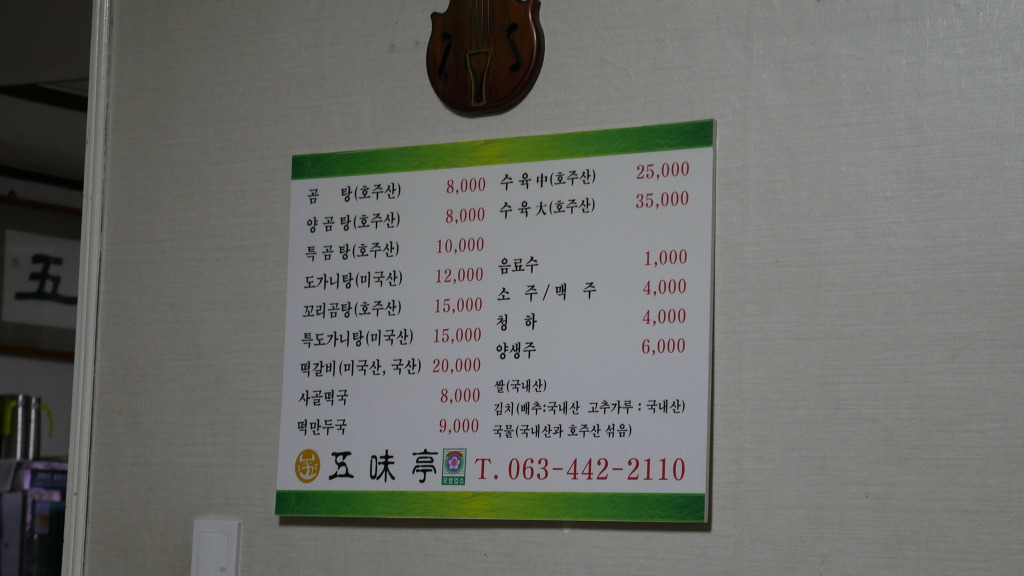 곰 탕(호주산) 8,000
양곰탕(호주산) 8,000
특곰탕(호주산) 10,000
도가니탕(미국산) 12,000
꼬리곰탕(호주산) 15,000
특도가니탕(미국산) 15,000
떡갈비(미국산, 국산) 20,000
사골떡국 8,000
떡만두국 9,000
수육中(호주산) 25,000
수육大(호주산) 35,000
음료수 1,000
소 주 / 맥 주 4,000
청 하 4,000
양생주 6,000
쌀(국내산)
김치(배추:국내산 고추가루 : 국내산)
국물(국내산과 호주산 섞음)
五味亭 모범업소 T. 063-442-2110
五